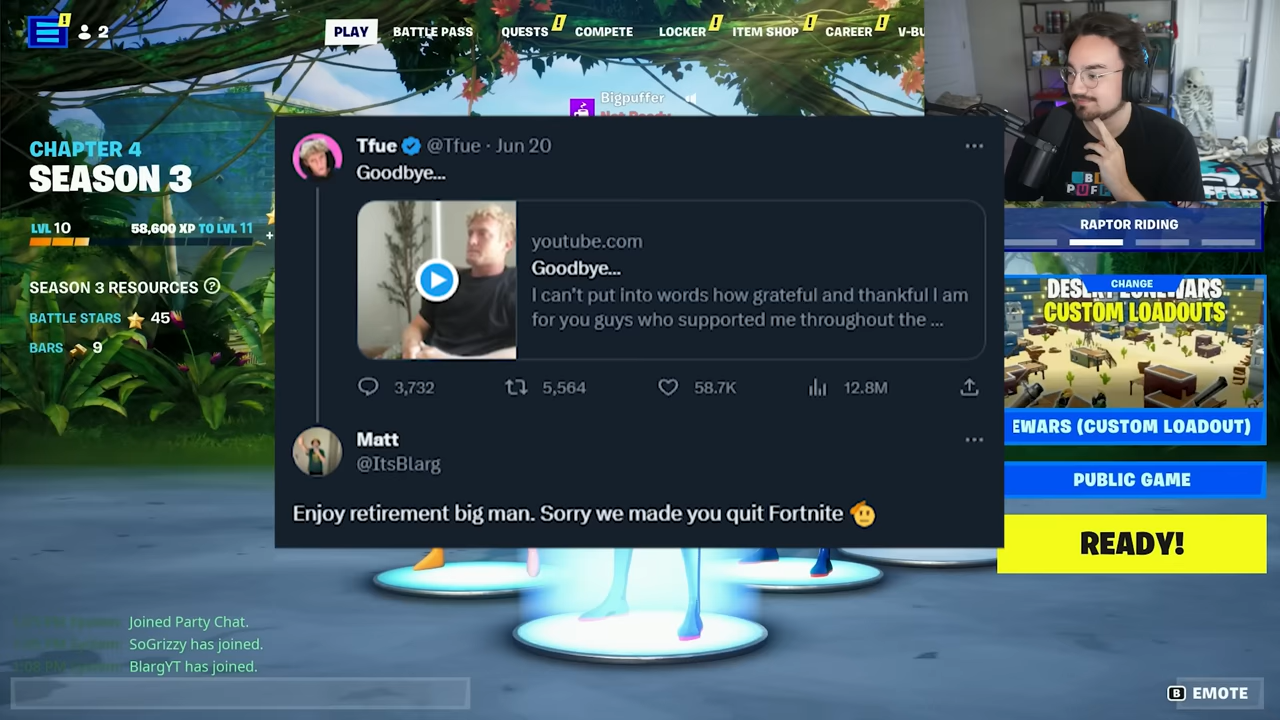 2
PLAY
BATTLE PASS
QUESTS
COMPETE
LOCKER
ITEM SHOP
CAREER
V-BU
Bigpuffer
Not Ready
CHAPTER 4
SEASON 3
LVL 10
58,600 XP TO LVL 11
SEASON 3 RESOURCES ?
BATTLE STARS 45
BARS 9
Tfue @Tfue · Jun 20
Goodbye...
youtube.com
Goodbye...
I can't put into words how grateful and thankful I am
for you guys who supported me throughout the ...
3,732 5,564 58.7K 12.8M
Matt
@ItsBlarg
Enjoy retirement big man. Sorry we made you quit Fortnite
RAPTOR RIDING
CHANGE
CUSTOM LOADOUTS
EWARS (CUSTOM LOADOUT)
PUBLIC GAME
READY!
Joined Party Chat.
SoGrizzy has joined.
BlargYT has joined.
B EMOTE